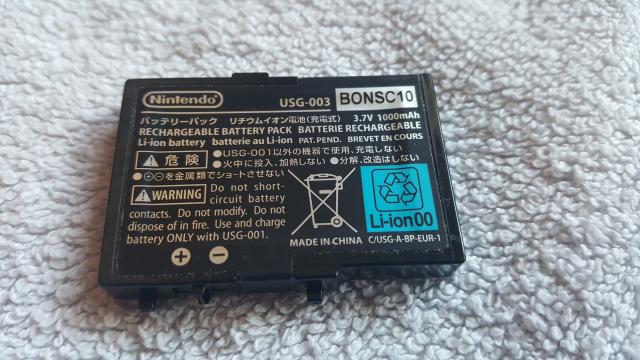 Nintendo USG-003 BONSC10
バッテリーパック リチウムイオン電池(充電式) 3.7V 1000mAh
RECHARGEABLE BATTERY PACK BATTERIE RECHARGEABLE
Li-ion battery batterie au Li-ion PAT. PEND. BREVET EN COURS
危険 ●USG-001以外の機器で使用、充電しない
●火中に投入、加熱しない ●分解、改造はしない
●⊕⊖を金属類でショートさせない
WARNING Do not short-
circuit battery
contacts. Do not modify. Do not
dispose of in fire. Use and charge
battery ONLY with USG-001.
Li-ion00
MADE IN CHINA C/USG-A-BP-EUR-1
+ -